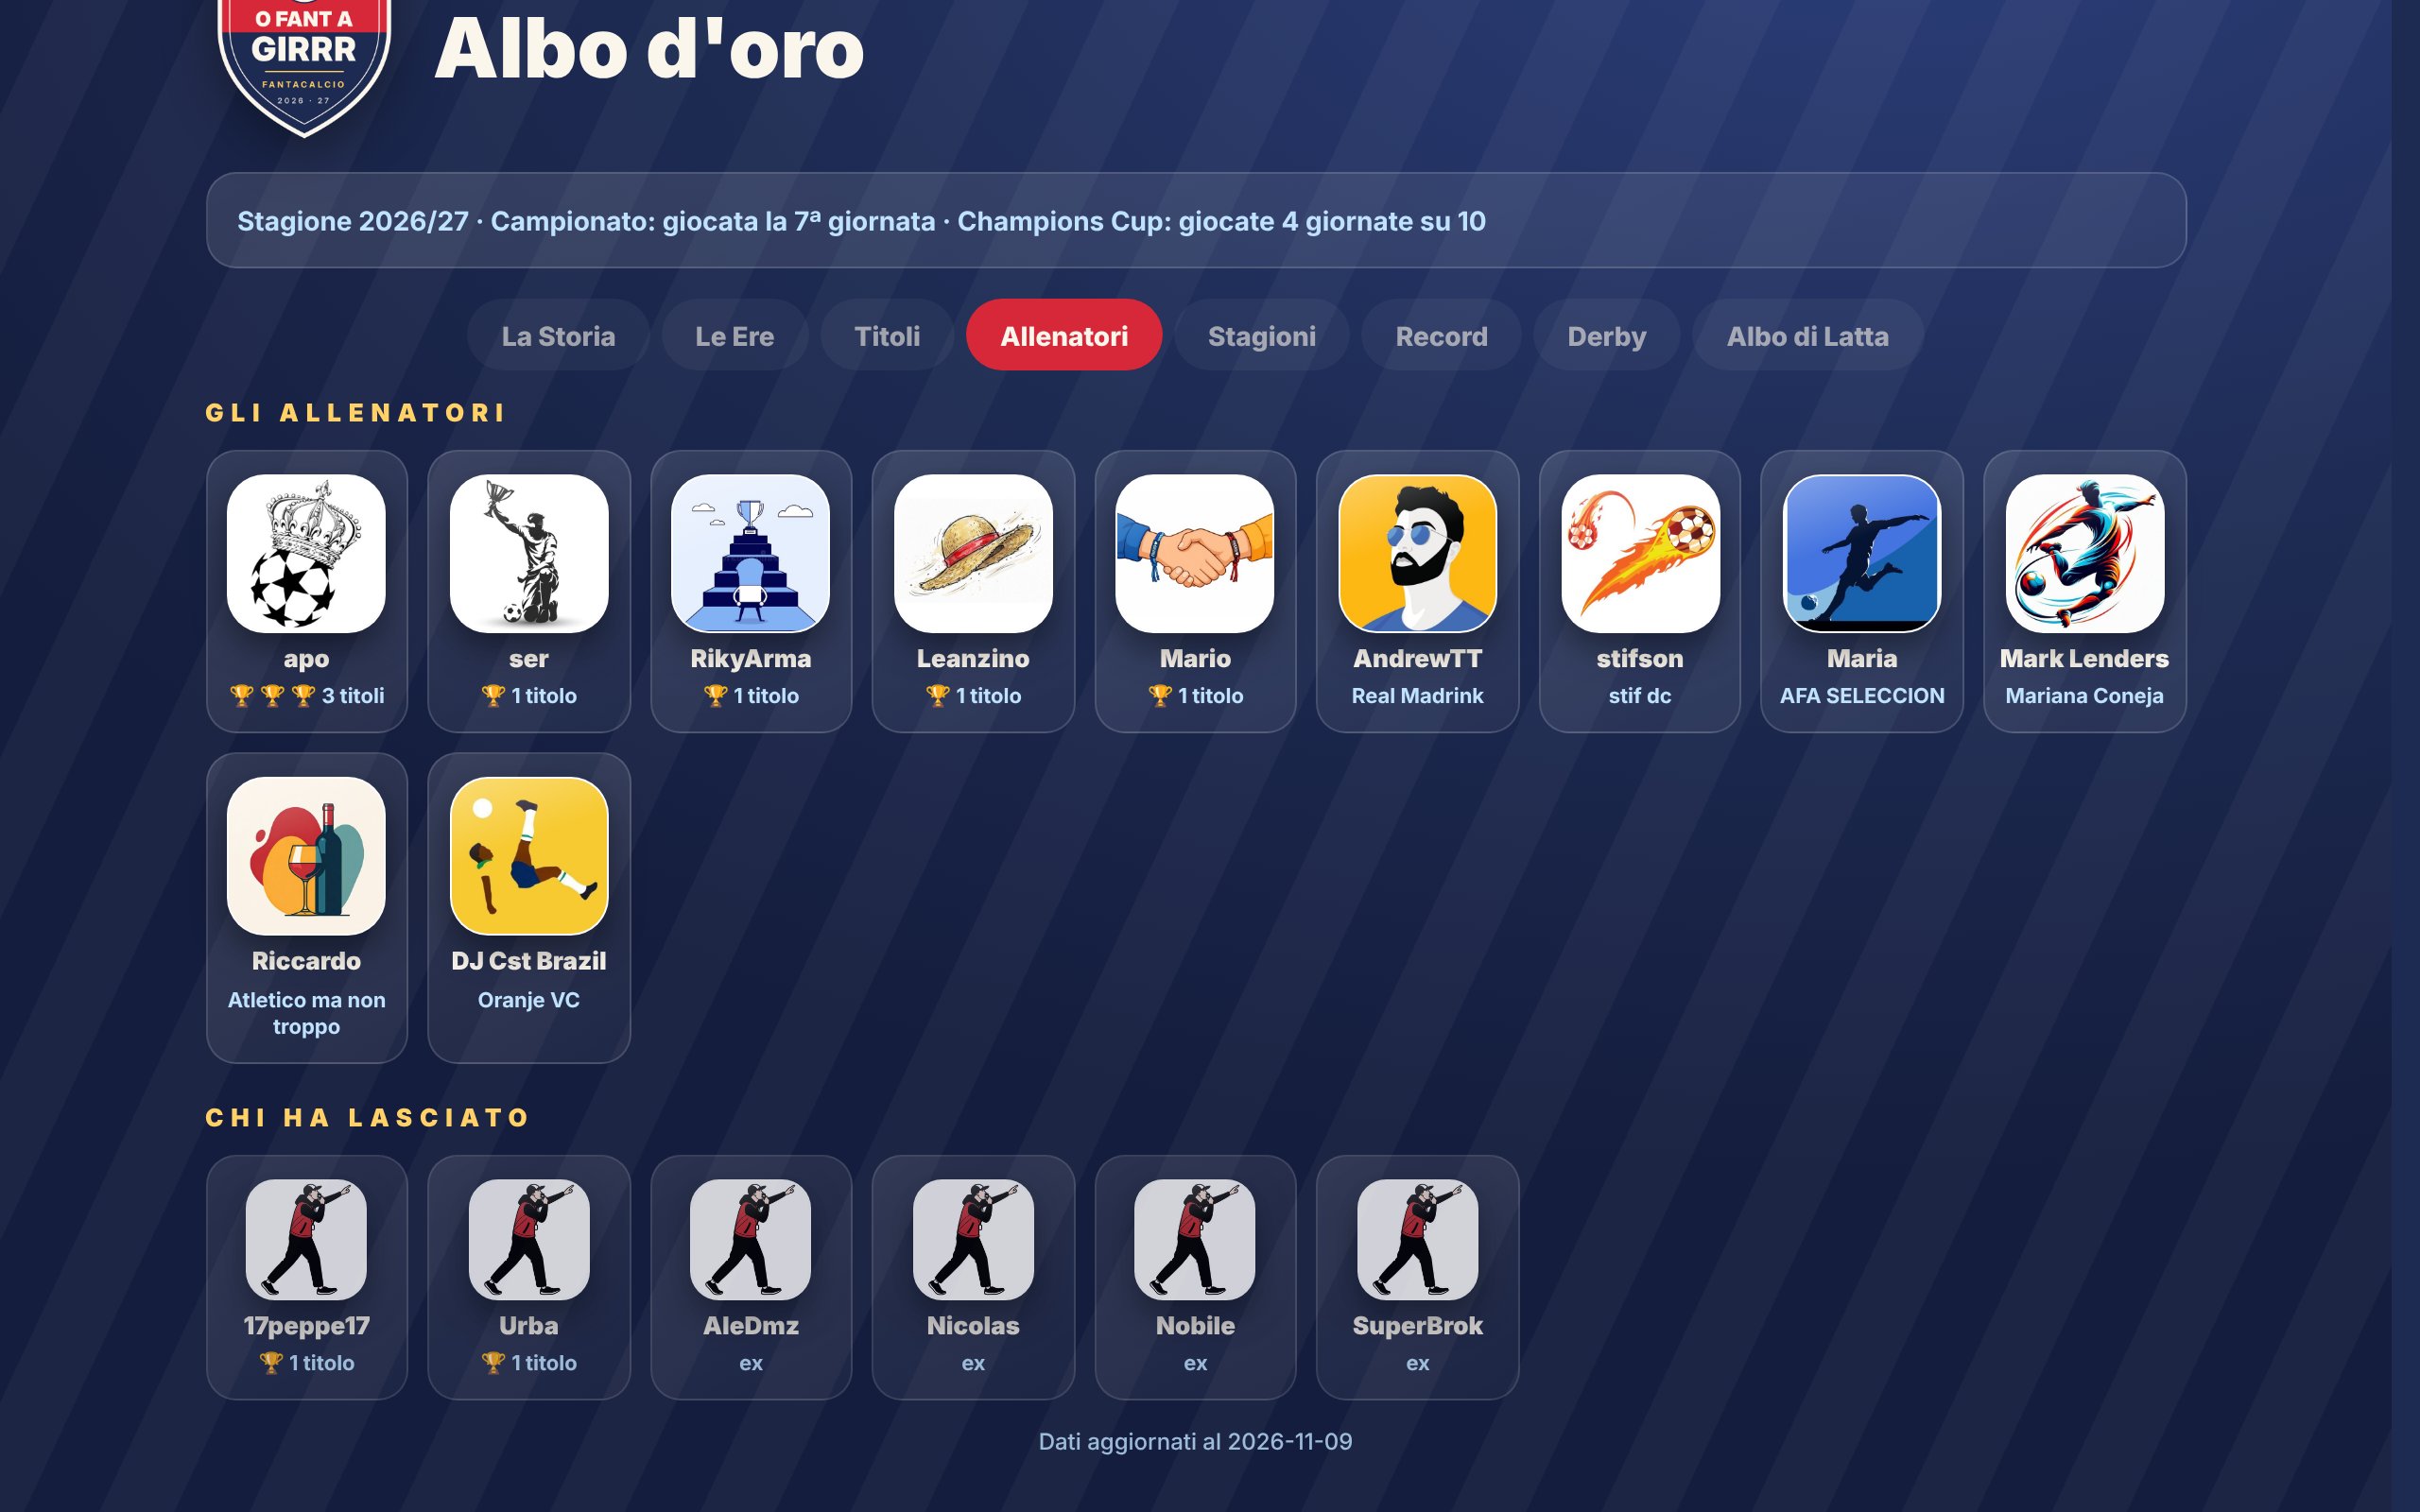 O FANT A
GIRRR
FANTACALCIO
2026 · 27
Albo d'oro
Stagione 2026/27 · Campionato: giocata la 7ª giornata · Champions Cup: giocate 4 giornate su 10
La Storia Le Ere Titoli Allenatori Stagioni Record Derby Albo di Latta
GLI ALLENATORI
apo ser RikyArma Leanzino Mario AndrewTT stifson Maria Mark Lenders
🏆 🏆 🏆 3 titoli 🏆 1 titolo 🏆 1 titolo 🏆 1 titolo 🏆 1 titolo Real Madrink stif dc AFA SELECCION Mariana Coneja
Riccardo DJ Cst Brazil
Atletico ma non troppo Oranje VC
CHI HA LASCIATO
17peppe17 Urba AleDmz Nicolas Nobile SuperBrok
🏆 1 titolo 🏆 1 titolo ex ex ex ex
Dati aggiornati al 2026-11-09